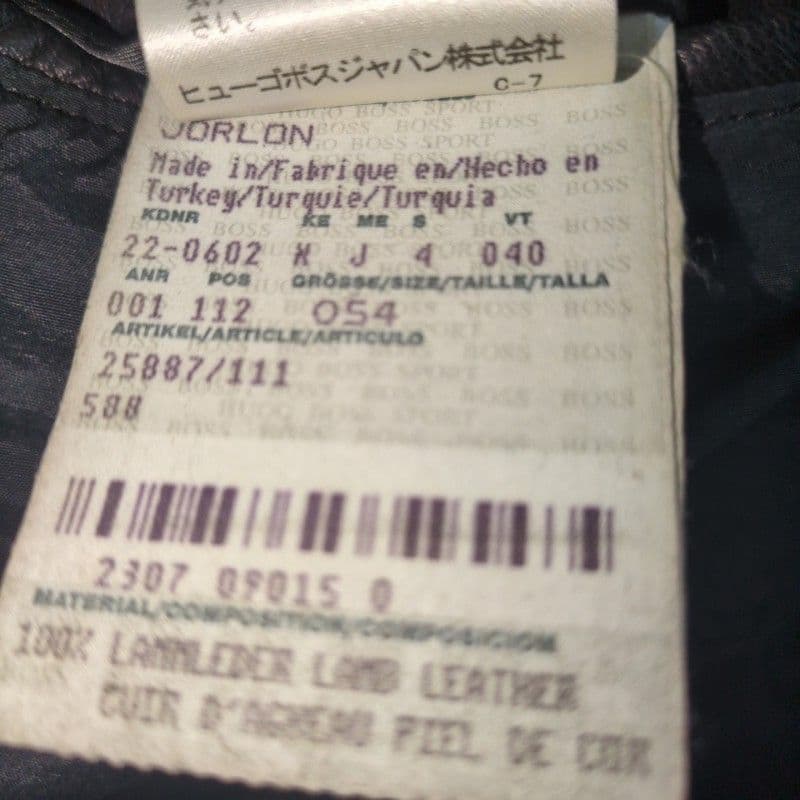 さい。
ヒューゴボスジャパン株式会社
C-7
JORLON
Made in/Fabrique en/Hecho en
Turkey/Turquie/Turquia
KDNR KE ME S VT
22-0602 J 4 040
ANR POS GRÖSSE/SIZE/TAILLE/TALLA
001 112 054
ARTIKEL/ARTICLE/ARTICULO
25887/111
588
2307 09015 0
MATERIAL/COMPOSITION/COMPOSICION
100% LAMMLEDER LAMB LEATHER
CUIR D'AGNEAU PIEL DE COR